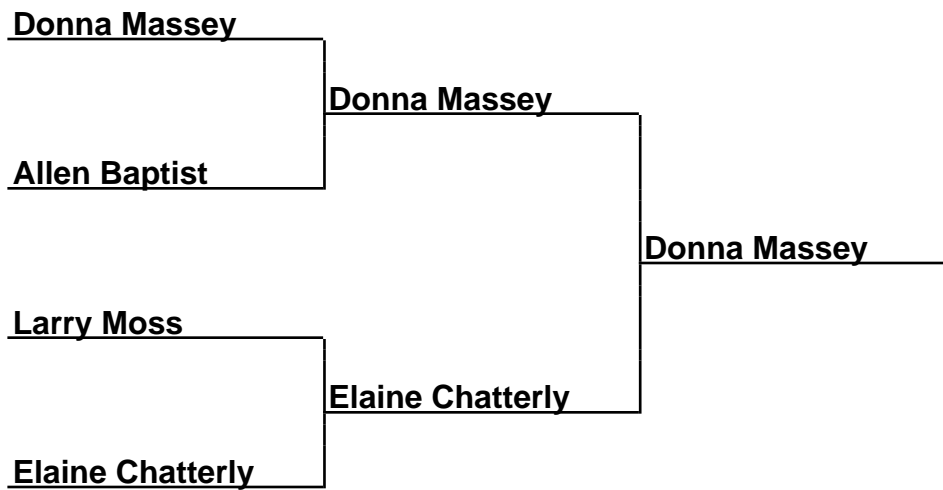 Donna Massey
Donna Massey
Allen Baptist
Donna Massey
Larry Moss
Elaine Chatterly
Elaine Chatterly